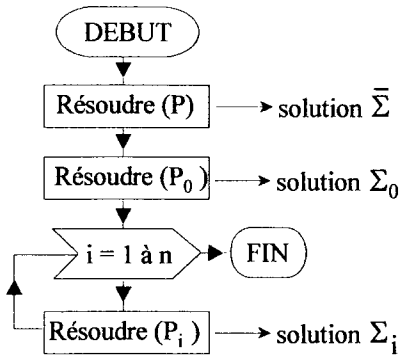 DEBUT
Résoudre (P) solution Σ̄
Résoudre (P₀) solution Σ₀
i = 1 à n FIN
Résoudre (Pᵢ) solution Σᵢ